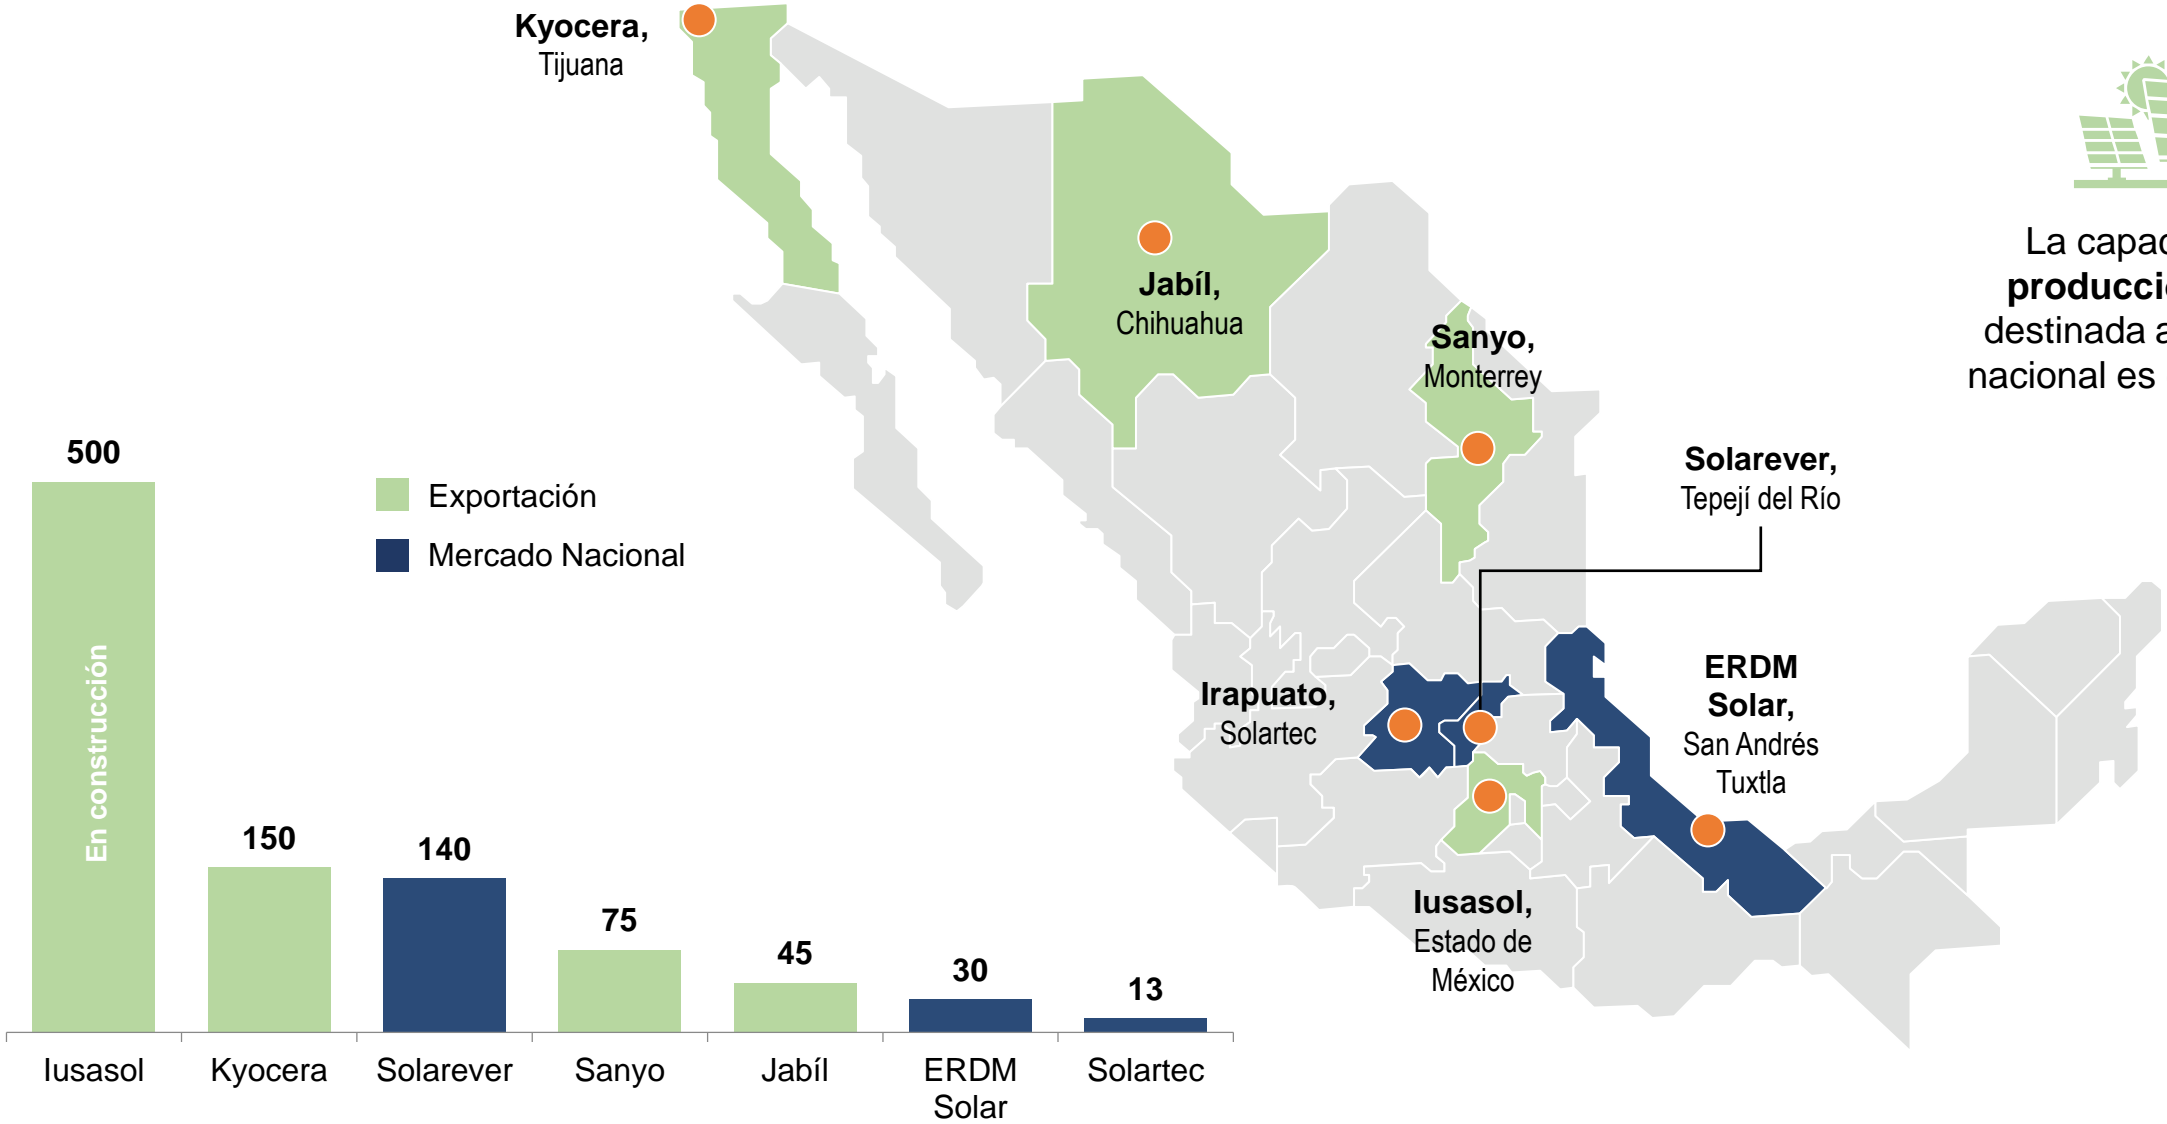 Kyocera,
Tijuana
Jabíl,
Chihuahua
Sanyo,
Monterrey
Solarever,
Tepejí del Río
Irapuato,
Solartec
ERDM
Solar,
San Andrés
Tuxtla
Iusasol,
Estado de
México
La
destinada
nacional es
Exportación
Mercado Nacional
500
En construcción
150
140
75
45
30
13
Iusasol
Kyocera
Solarever
Sanyo
Jabíl
ERDM
Solar
Solartec